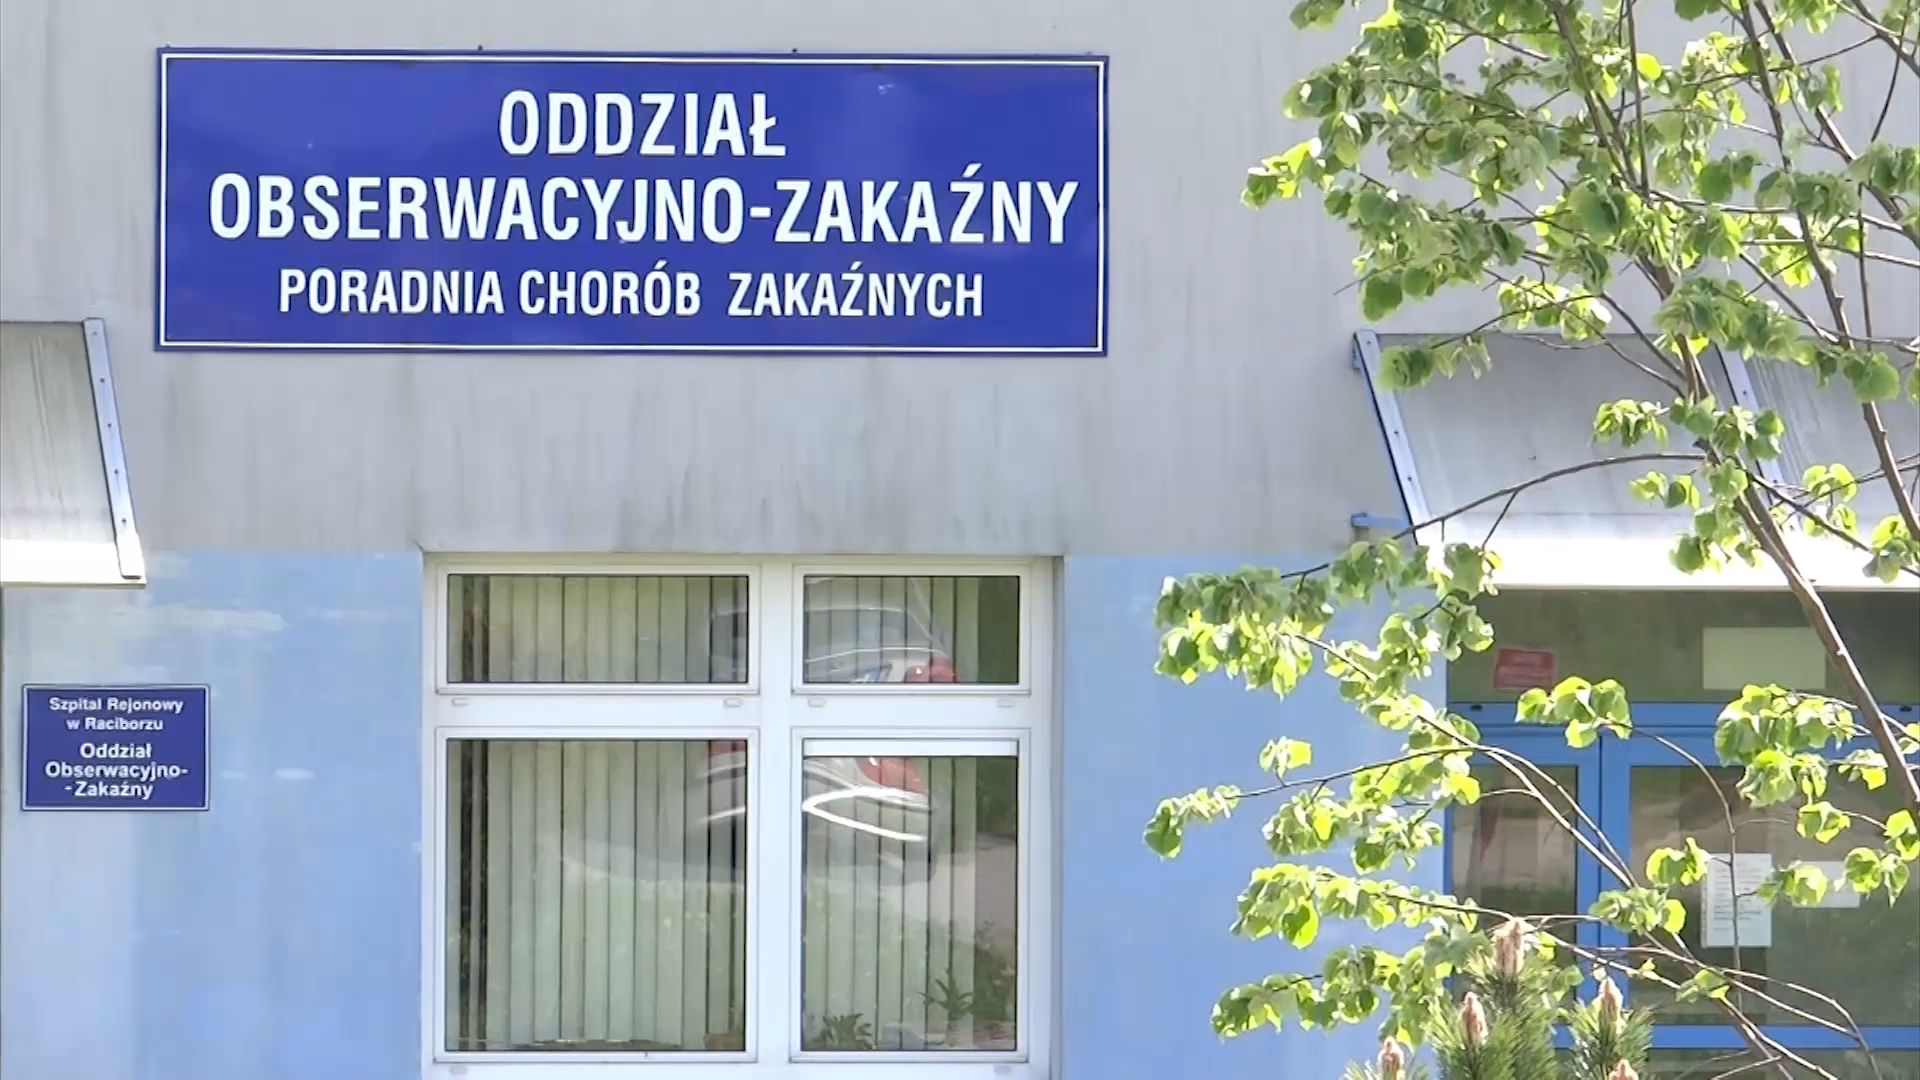 ODDZIAŁ
OBSERWACYJNO-ZAKAŹNY
PORADNIA CHORÓB ZAKAŹNYCH
Szpital Rejonowy
w Raciborzu
Oddział
Obserwacyjno-
-Zakaźny